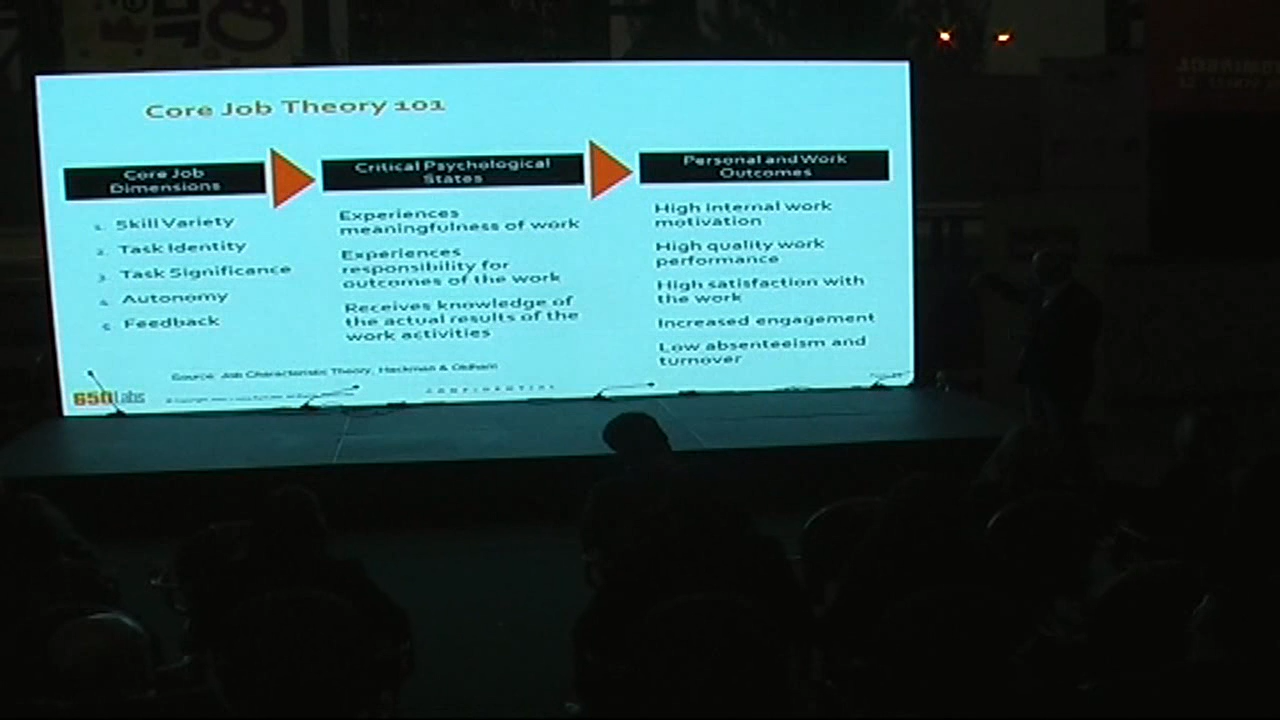 Core Job Theory 101
Core Job
Dimensions
1. Skill Variety
2. Task Identity
3. Task Significance
4. Autonomy
5. Feedback
Critical Psychological
States
Experiences
meaningfulness of work
Experiences
responsibility for
outcomes of the work
Receives knowledge of
the actual results of the
work activities
Personal and Work
Outcomes
High internal work
motivation
High quality work
performance
High satisfaction with
the work
Increased engagement
Low absenteeism and
turnover
Source: Job Characteristic Theory, Hackman & Oldham
650 Labs
CONFIDENTIAL